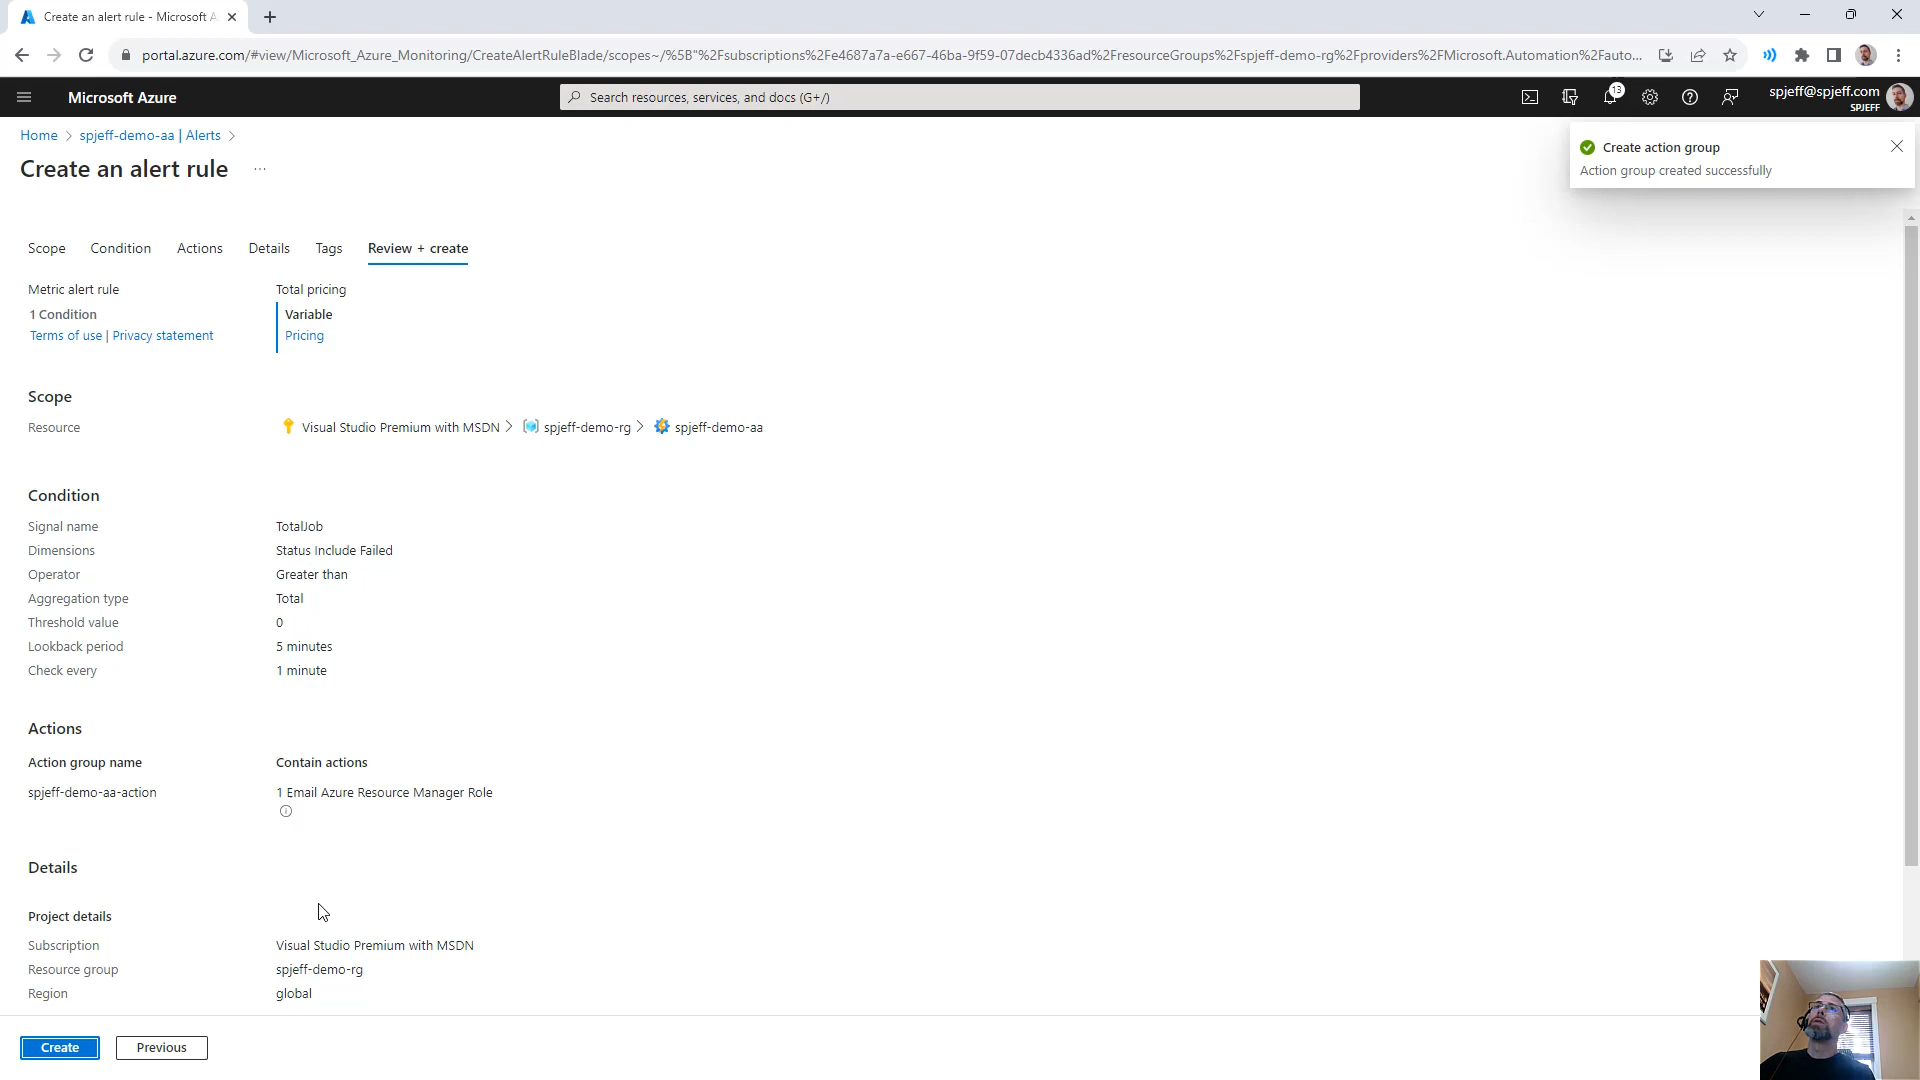 Create an alert rule - Microsoft A
portal.azure.com/#view/Microsoft_Azure_Monitoring/CreateAlertRuleBlade/scopes~/%5B"%2Fsubscriptions%2Fe4687a7a-e667-46ba-9f59-07decb4336ad%2FresourceGroups%2Fspjeff-demo-rg%2Fproviders%2FMicrosoft.Automation%2Fauto...
Microsoft Azure
Search resources, services, and docs (G+/)
13
spjeff@spjeff.com
SPJEFF
Home > spjeff-demo-aa | Alerts >
Create an alert rule ...
Create action group
Action group created successfully
Scope Condition Actions Details Tags Review + create
Metric alert rule Total pricing
1 Condition Variable
Terms of use | Privacy statement Pricing
Scope
Resource Visual Studio Premium with MSDN > spjeff-demo-rg > spjeff-demo-aa
Condition
Signal name TotalJob
Dimensions Status Include Failed
Operator Greater than
Aggregation type Total
Threshold value 0
Lookback period 5 minutes
Check every 1 minute
Actions
Action group name Contain actions
spjeff-demo-aa-action 1 Email Azure Resource Manager Role
Details
Project details
Subscription Visual Studio Premium with MSDN
Resource group spjeff-demo-rg
Region global
Create Previous